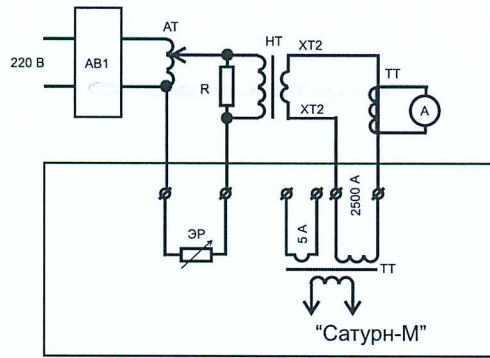 АТ
НТ
ХТ2
220 В
АВ1
R
ТТ
А
ХТ2
ЭР
5 А
2500 А
ТТ
“Сатурн-М”